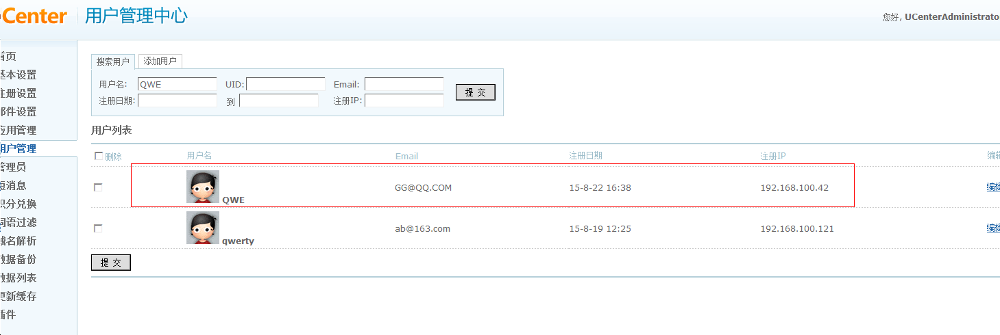 Center 用户管理中心
您好, UCenterAdministrato
首页
基本设置
注册设置
邮件设置
应用管理
用户管理
管理员
短消息
积分兑换
词语过滤
域名解析
数据备份
数据列表
更新缓存
插件
搜索用户 添加用户
用户名: QWE UID: Email:
注册日期: 到 注册IP:
提 交
用户列表
删除 用户名 Email 注册日期 注册IP 编辑
QWE GG@QQ.COM 15-8-22 16:38 192.168.100.42 编辑
qwerty ab@163.com 15-8-19 12:25 192.168.100.121 编辑
提 交